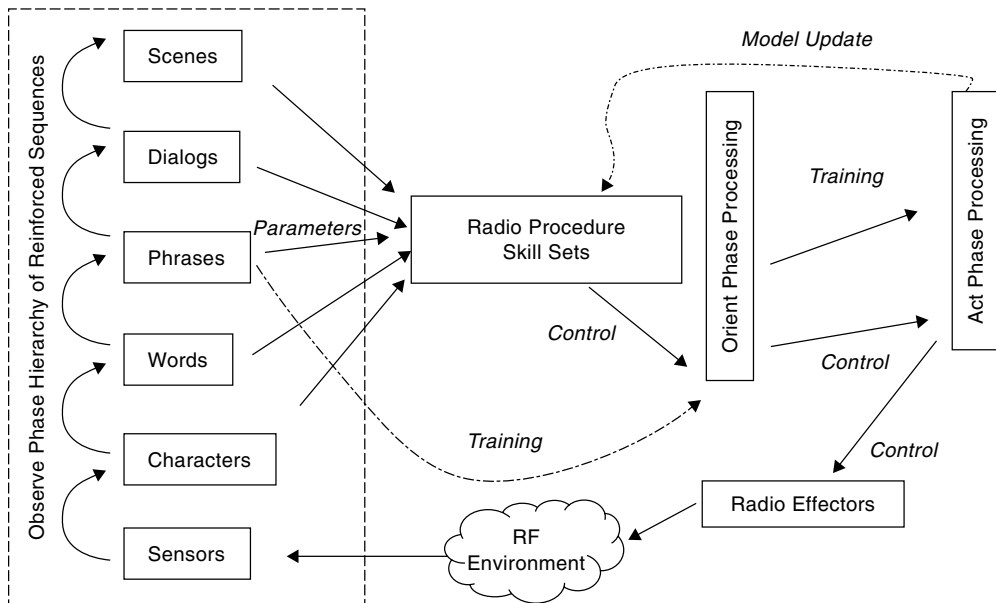 Observe Phase Hierarchy of Reinforced Sequences
Scenes
Dialogs
Phrases
Words
Characters
Sensors
Parameters
Radio Procedure
Skill Sets
Model Update
Control
Training
Orient Phase Processing
Training
Control
Act Phase Processing
Control
Radio Effectors
RF
Environment